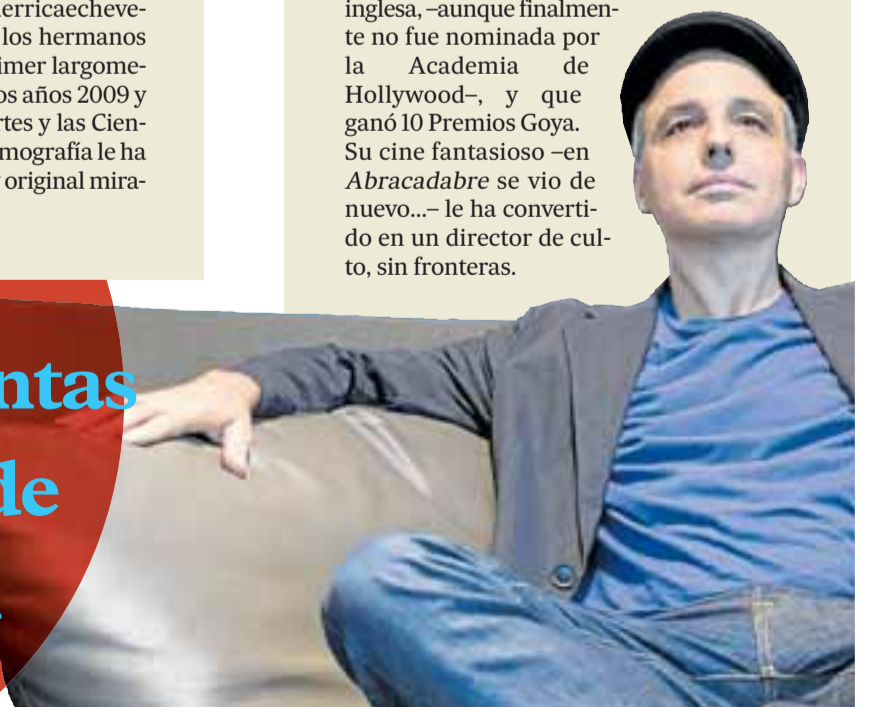 erricaecheve-
los hermanos
imer largome-
os años 2009 y
rtes y las Cien-
mografía le ha
original mira-
inglesa, –aunque finalmen-
te no fue nominada por
la Academia de
Hollywood–, y que
ganó 10 Premios Goya.
Su cine fantasioso –en
Abracadabre se vio de
nuevo...– le ha converti-
do en un director de cul-
to, sin fronteras.
ntas
de